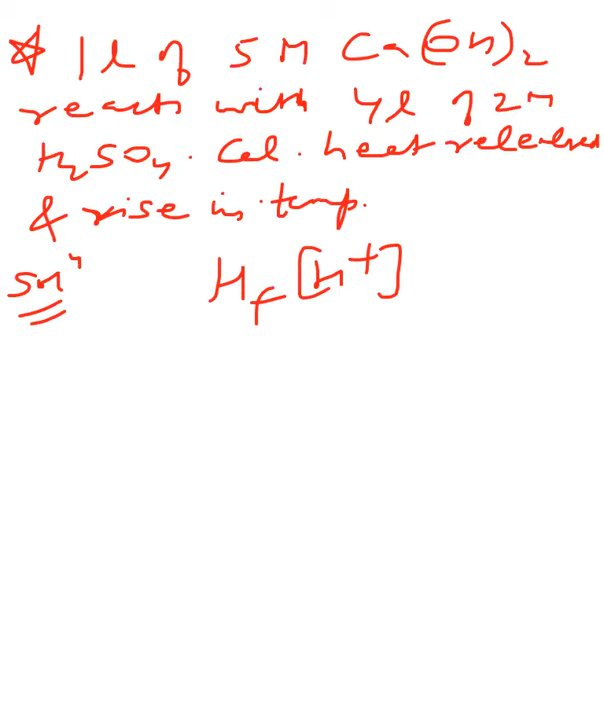 ☆ 1 l of 5 M Ca(OH)₂
reacts with 4 l of 2 M
H₂SO₄. Cal. heat released
& rise in temp.
Solⁿ H_f [H⁺]